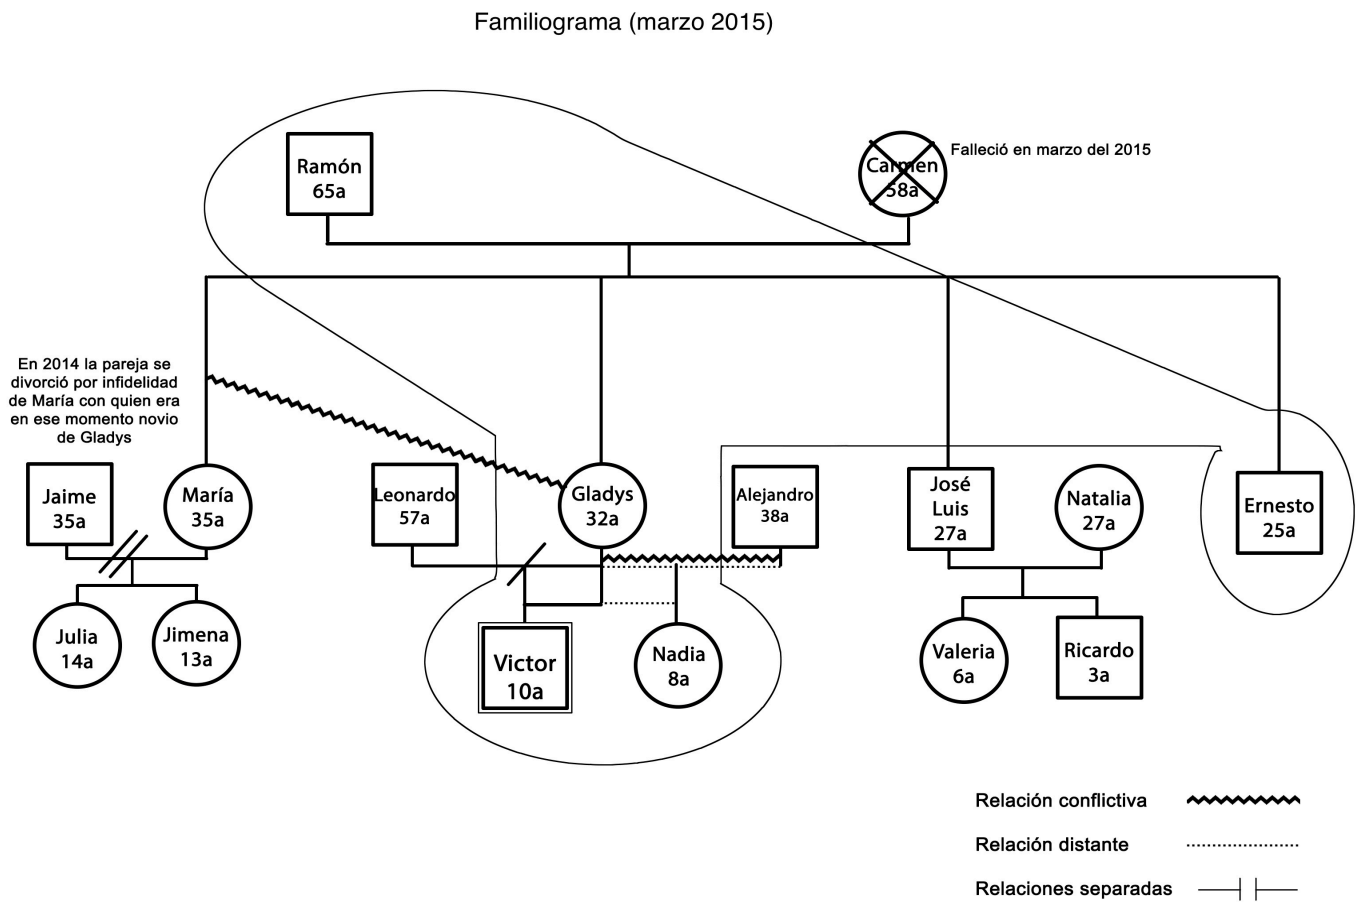 Familiograma (marzo 2015)
Ramón
65a
Carmen
58a
Falleció en marzo del 2015
En 2014 la pareja se
divorció por infidelidad
de María con quien era
en ese momento novio
de Gladys
Jaime
35a
María
35a
Leonardo
57a
Gladys
32a
Alejandro
38a
José
Luis
27a
Natalia
27a
Ernesto
25a
Julia
14a
Jimena
13a
Victor
10a
Nadia
8a
Valeria
6a
Ricardo
3a
Relación conflictiva
Relación distante
Relaciones separadas